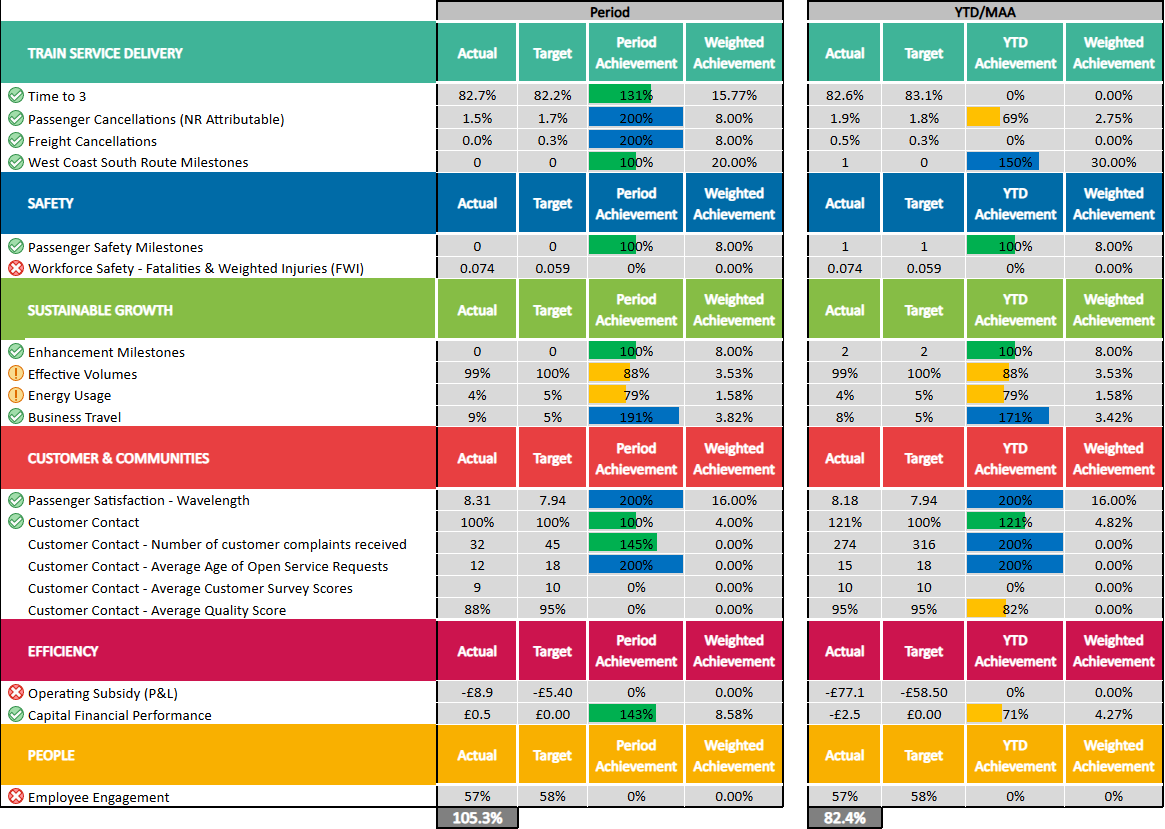 Period YTD/MAA
TRAIN SERVICE DELIVERY Actual Target Period Achievement Weighted Achievement Actual Target YTD Achievement Weighted Achievement
Time to 3 82.7% 82.2% 131% 15.77% 82.6% 83.1% 0% 0.00%
Passenger Cancellations (NR Attributable) 1.5% 1.7% 200% 8.00% 1.9% 1.8% 69% 2.75%
Freight Cancellations 0.0% 0.3% 200% 8.00% 0.5% 0.3% 0% 0.00%
West Coast South Route Milestones 0 0 100% 20.00% 1 0 150% 30.00%
SAFETY Actual Target Period Achievement Weighted Achievement Actual Target YTD Achievement Weighted Achievement
Passenger Safety Milestones 0 0 100% 8.00% 1 1 100% 8.00%
Workforce Safety - Fatalities & Weighted Injuries (FWI) 0.074 0.059 0% 0.00% 0.074 0.059 0% 0.00%
SUSTAINABLE GROWTH Actual Target Period Achievement Weighted Achievement Actual Target YTD Achievement Weighted Achievement
Enhancement Milestones 0 0 100% 8.00% 2 2 100% 8.00%
Effective Volumes 99% 100% 88% 3.53% 99% 100% 88% 3.53%
Energy Usage 4% 5% 79% 1.58% 4% 5% 79% 1.58%
Business Travel 9% 5% 191% 3.82% 8% 5% 171% 3.42%
CUSTOMER & COMMUNITIES Actual Target Period Achievement Weighted Achievement Actual Target YTD Achievement Weighted Achievement
Passenger Satisfaction - Wavelength 8.31 7.94 200% 16.00% 8.18 7.94 200% 16.00%
Customer Contact 100% 100% 100% 4.00% 121% 100% 121% 4.82%
Customer Contact - Number of customer complaints received 32 45 145% 0.00% 274 316 200% 0.00%
Customer Contact - Average Age of Open Service Requests 12 18 200% 0.00% 15 18 200% 0.00%
Customer Contact - Average Customer Survey Scores 9 10 0% 0.00% 10 10 0% 0.00%
Customer Contact - Average Quality Score 88% 95% 0% 0.00% 95% 95% 82% 0.00%
EFFICIENCY Actual Target Period Achievement Weighted Achievement Actual Target YTD Achievement Weighted Achievement
Operating Subsidy (P&L) -£8.9 -£5.40 0% 0.00% -£77.1 -£58.50 0% 0.00%
Capital Financial Performance £0.5 £0.00 143% 8.58% -£2.5 £0.00 71% 4.27%
PEOPLE Actual Target Period Achievement Weighted Achievement Actual Target YTD Achievement Weighted Achievement
Employee Engagement 57% 58% 0% 0.00% 57% 58% 0% 0%
105.3% 82.4%